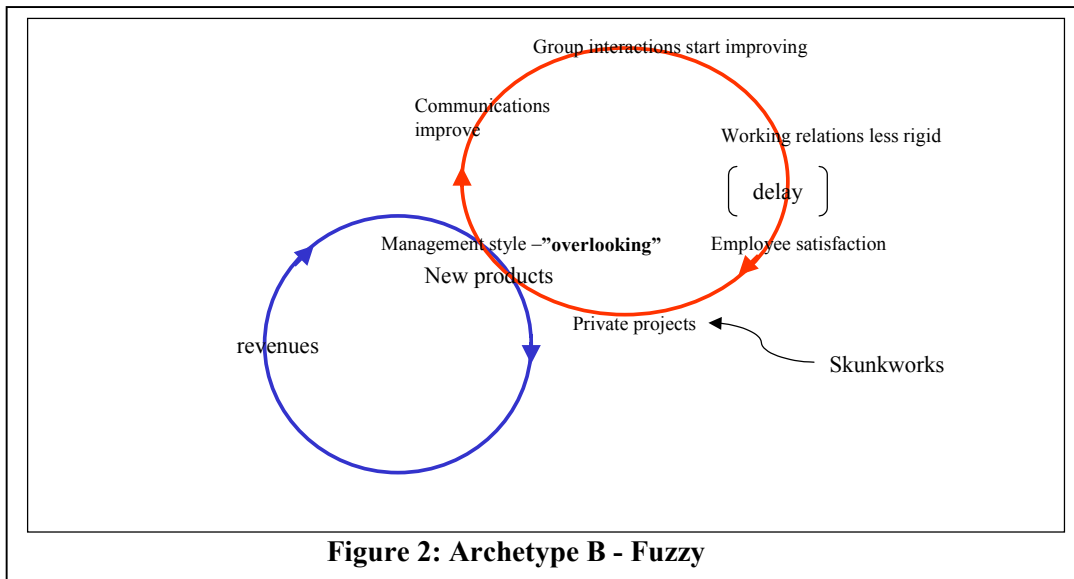 Group interactions start improving
Communications
improve
Working relations less rigid
delay
Management style –”overlooking”
Employee satisfaction
New products
Private projects
revenues
Skunkworks
Figure 2: Archetype B - Fuzzy